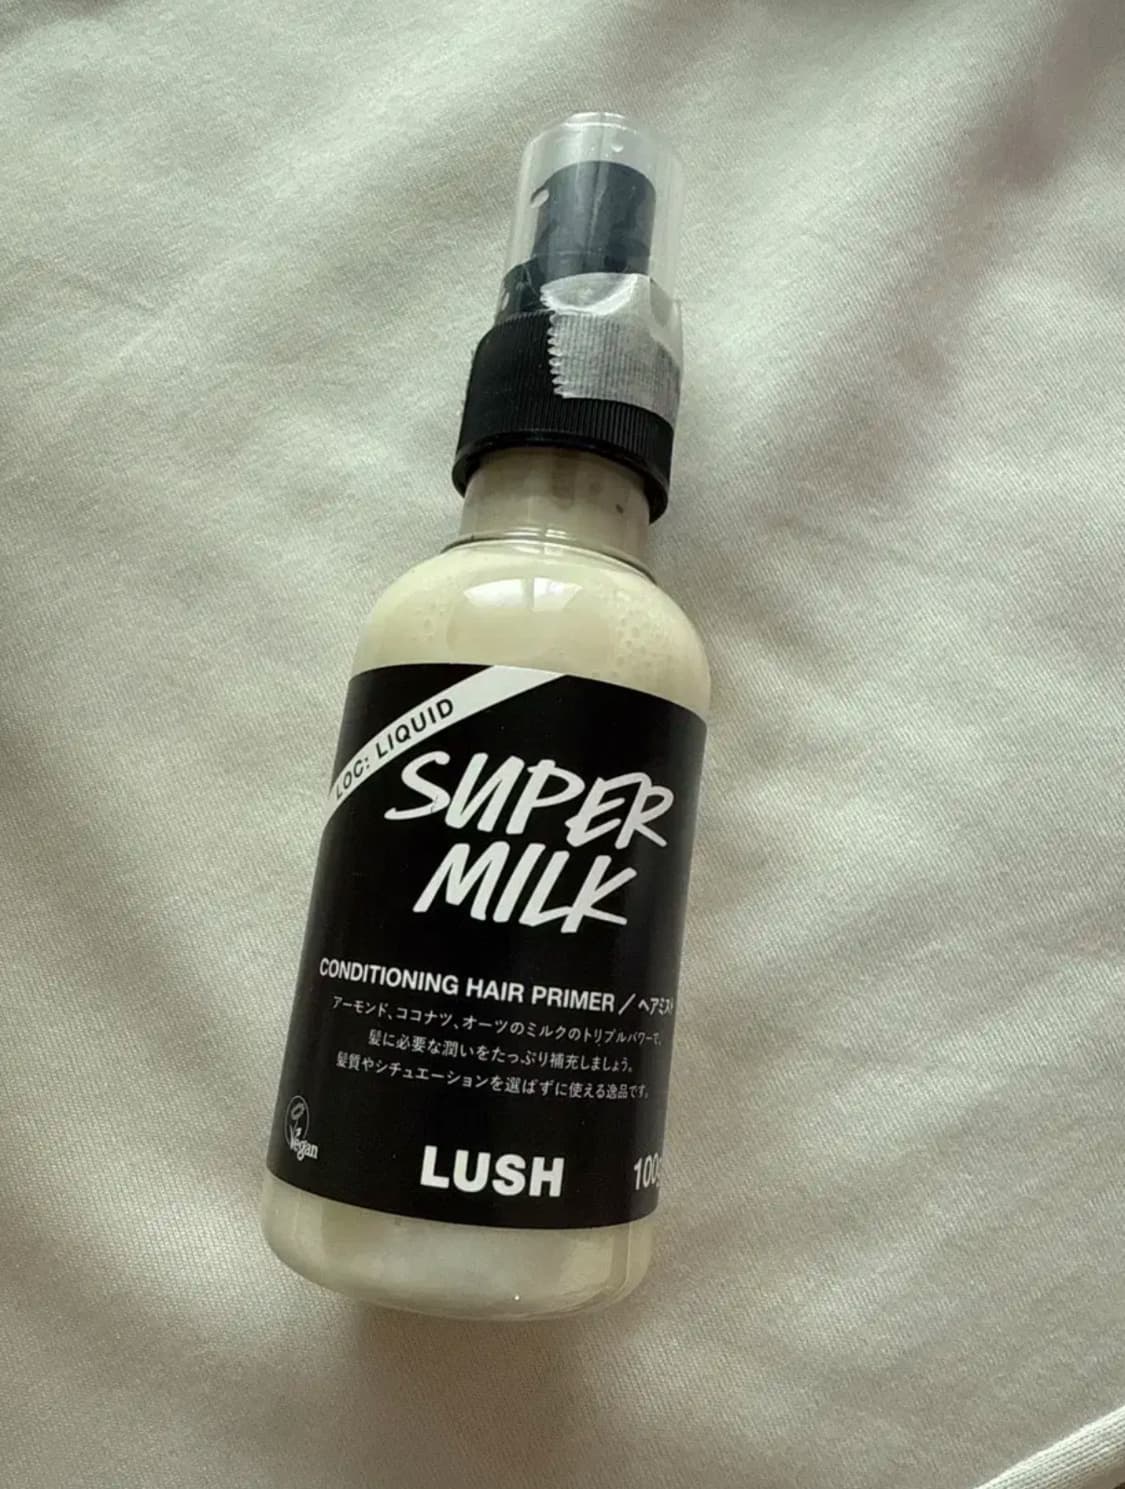 LOC: LIQUID
SUPER
MILK
CONDITIONING HAIR PRIMER / ヘアミスト
アーモンド、ココナツ、オーツのミルクのトリプルパワーで、
髪に必要な潤いをたっぷり補充しましょう。
髪質やシチュエーションを選ばずに使える逸品です。
Vegan
LUSH
100g